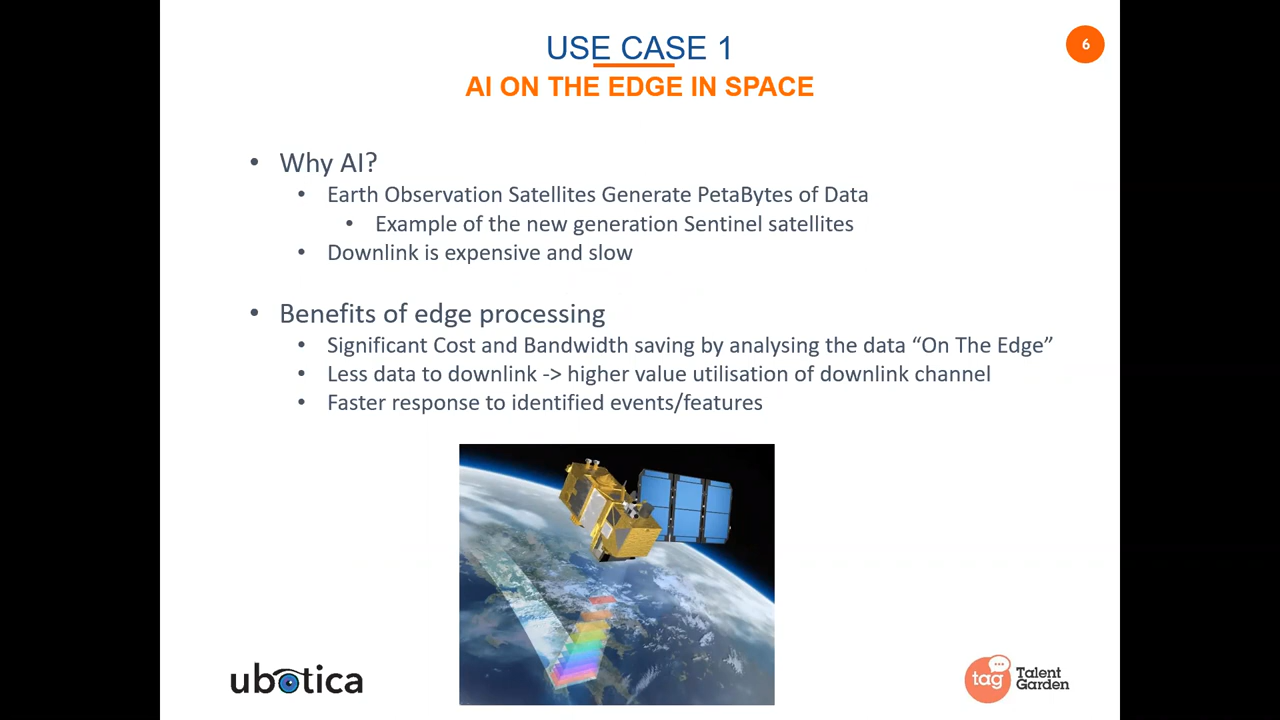 USE CASE 1
6
AI ON THE EDGE IN SPACE
• Why AI?
• Earth Observation Satellites Generate PetaBytes of Data
• Example of the new generation Sentinel satellites
• Downlink is expensive and slow
• Benefits of edge processing
• Significant Cost and Bandwidth saving by analysing the data “On The Edge”
• Less data to downlink -> higher value utilisation of downlink channel
• Faster response to identified events/features
ubotica
tag
Talent
Garden